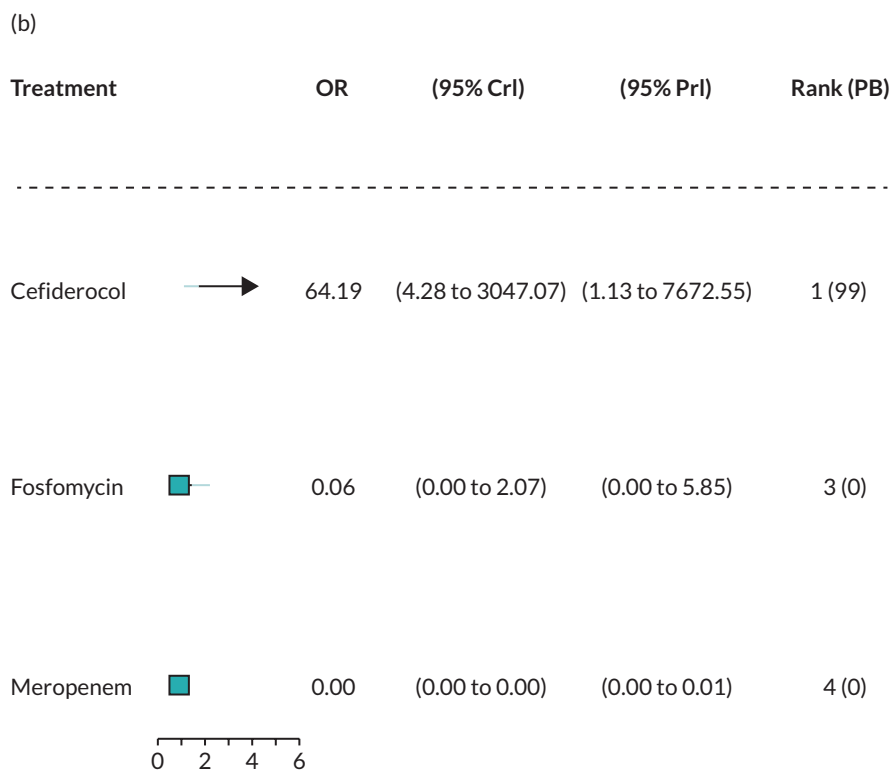 (b)
Treatment OR (95% Crl) (95% Prl) Rank (PB)
Cefiderocol 64.19 (4.28 to 3047.07) (1.13 to 7672.55) 1 (99)
Fosfomycin 0.06 (0.00 to 2.07) (0.00 to 5.85) 3 (0)
Meropenem 0.00 (0.00 to 0.00) (0.00 to 0.01) 4 (0)
0 2 4 6